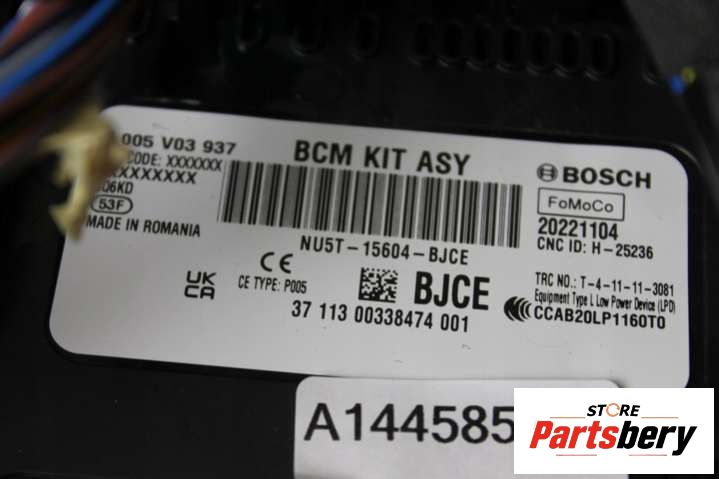 005 V03 937
CODE: XXXXXXX
XXXXXXXX
Q6KD
53F
MADE IN ROMANIA
BCM KIT ASY
NU5T-15604-BJCE
UK
CA
CE
CE TYPE: P005
BJCE
37 113 00338474 001
BOSCH
FoMoCo
20221104
CNC ID: H-25236
TRC NO.: T-4-11-11-3081
Equipment Type I, Low Power Device (LPD)
CCAB20LP1160T0
A144585
STORE
Partsbery